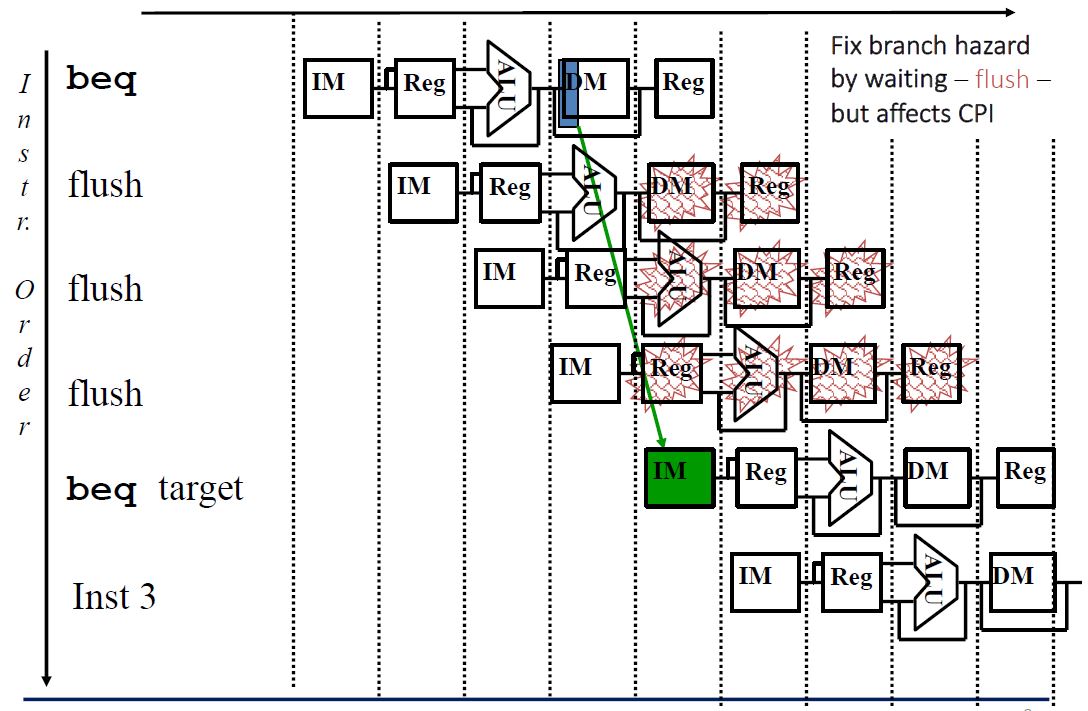 Fix branch hazard
by waiting – flush –
but affects CPI
Instr. Order
beq IM Reg ALU DM Reg
flush IM Reg ALU DM Reg
flush IM Reg ALU DM Reg
flush IM Reg ALU DM Reg
beq target IM Reg ALU DM Reg
Inst 3 IM Reg ALU DM